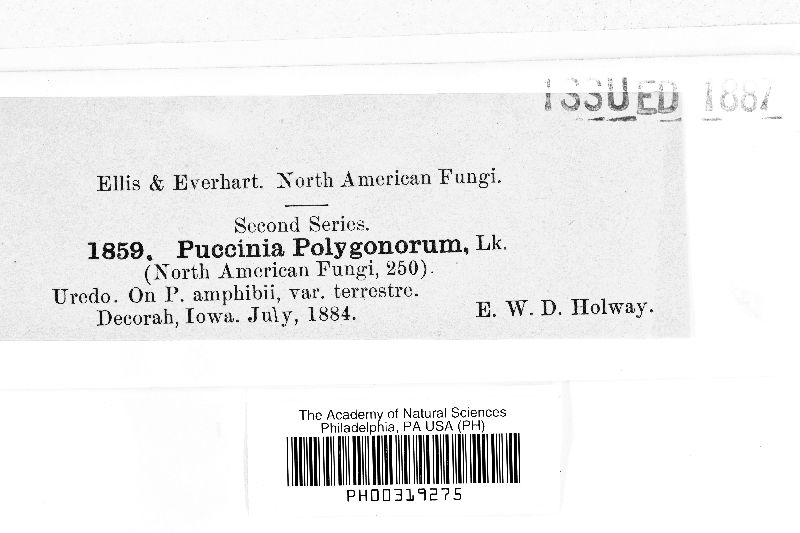 ISSUED 1887
Ellis & Everhart. North American Fungi.
Second Series.
1859. Puccinia Polygonorum, Lk.
(North American Fungi, 250).
Uredo. On P. amphibii, var. terrestre.
Decorah, Iowa. July, 1884. E. W. D. Holway.
The Academy of Natural Sciences
Philadelphia, PA USA (PH)
PH00319275